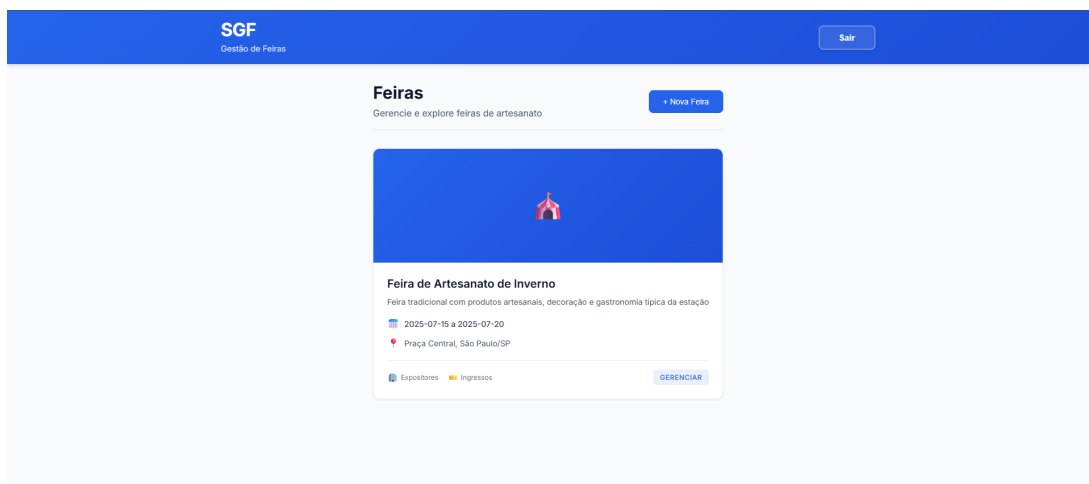 SGF
Gestão de Feiras
Sair
Feiras
Gerencie e explore feiras de artesanato
+ Nova Feira
Feira de Artesanato de Inverno
Feira tradicional com produtos artesanais, decoração e gastronomia típica da estação
2025-07-15 a 2025-07-20
Praça Central, São Paulo/SP
Expositores Ingressos GERENCIAR